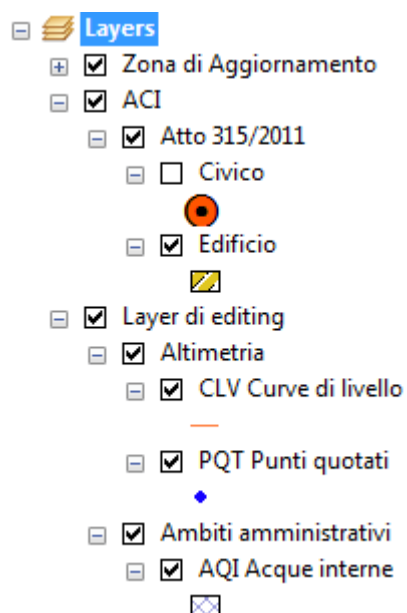 Layers
Zona di Aggiornamento
ACI
Atto 315/2011
Civico
Edificio
Layer di editing
Altimetria
CLV Curve di livello
PQT Punti quotati
Ambiti amministrativi
AQI Acque interne